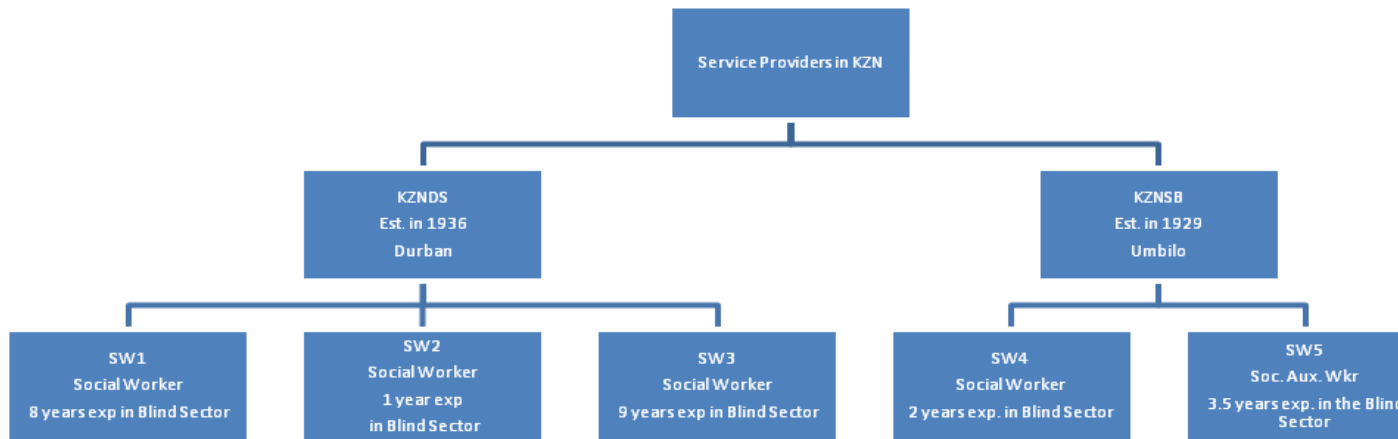 Service Providers in KZN
KZNDS
Est. in 1936
Durban
KZNSB
Est. in 1929
Umbilo
SW1
Social Worker
8 years exp in Blind Sector
SW2
Social Worker
1 year exp
in Blind Sector
SW3
Social Worker
9 years exp in Blind Sector
SW4
Social Worker
2 years exp. in Blind Sector
SW5
Soc. Aux. Wkr
3.5 years exp. in the Blind
Sector